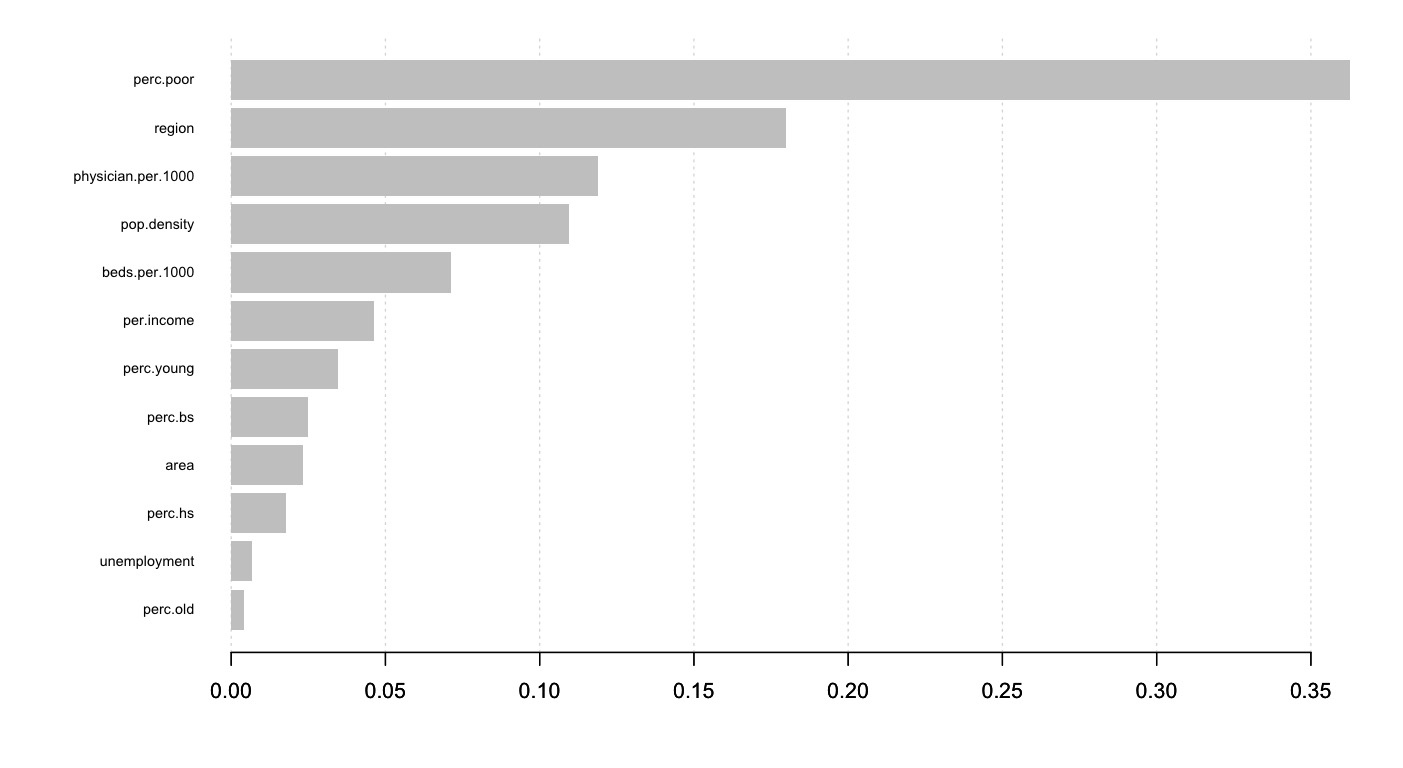 perc.poor
region
physician.per.1000
pop.density
beds.per.1000
per.income
perc.young
perc.bs
area
perc.hs
unemployment
perc.old
0.00 0.05 0.10 0.15 0.20 0.25 0.30 0.35